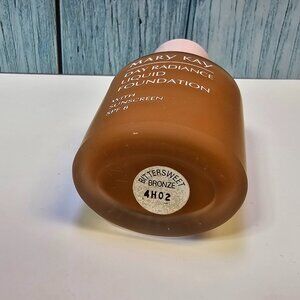 MARY KAY
DAY RADIANCE
LIQUID
FOUNDATION
WITH
SUNSCREEN
SPF 8
BITTERSWEET
BRONZE
4H02